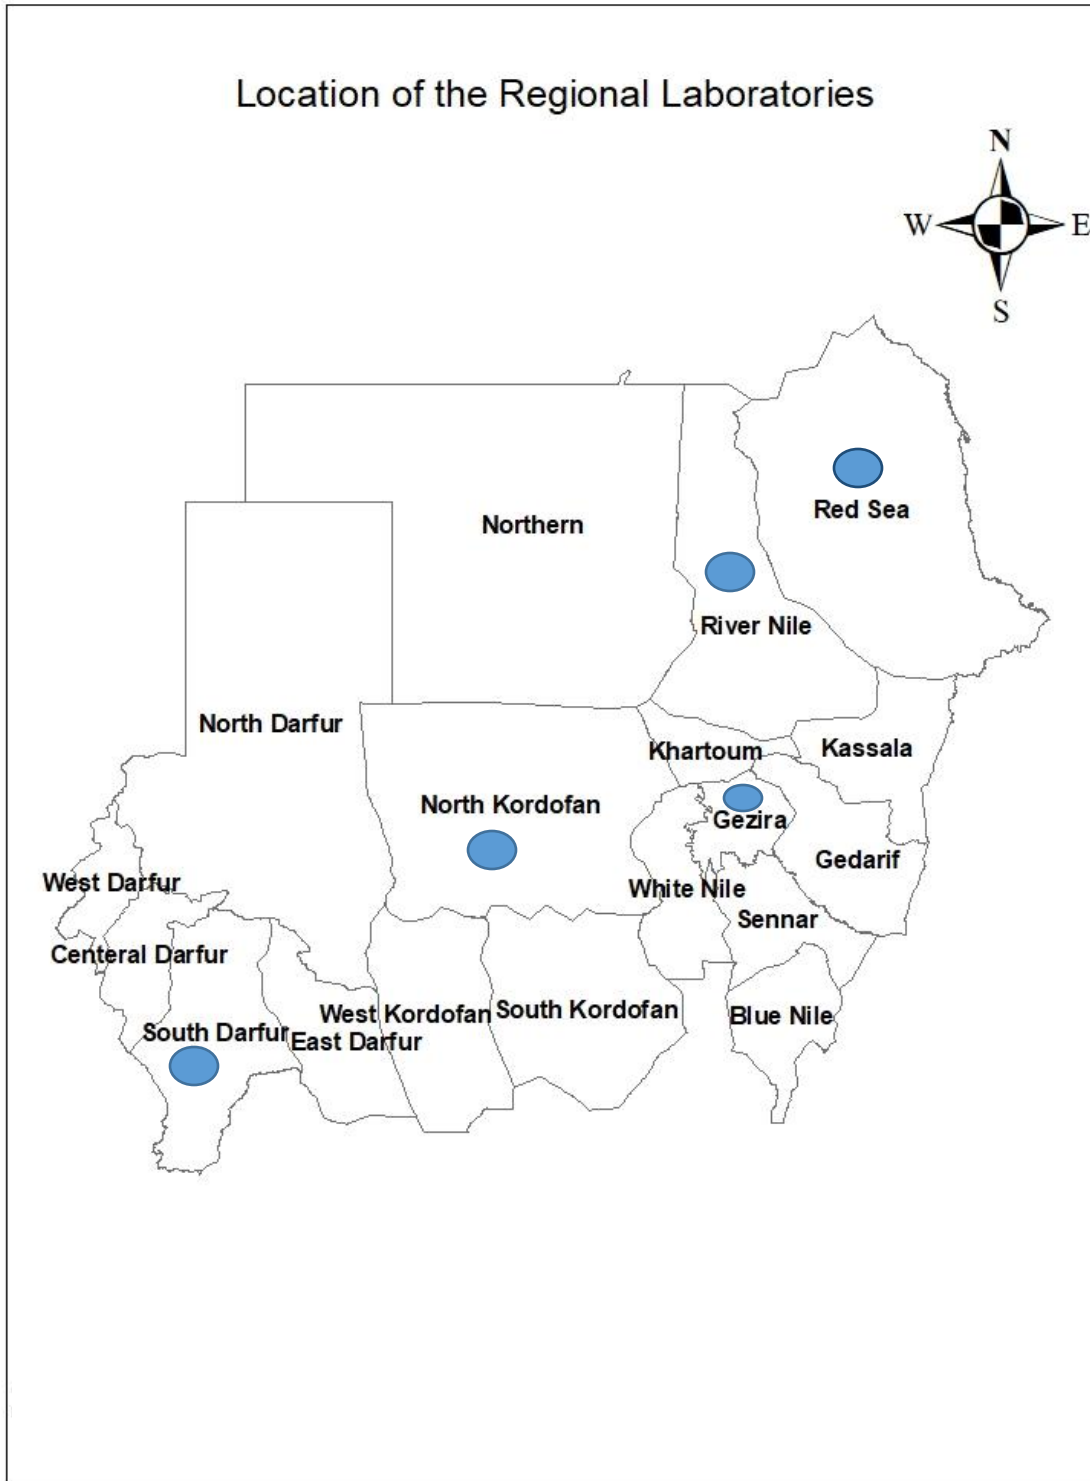 Location of the Regional Laboratories
N
W
E
S
Red Sea
Northern
River Nile
North Darfur
Khartoum
Kassala
North Kordofan
Gezira
Gedarif
West Darfur
White Nile
Sennar
Centeral Darfur
West Kordofan
South Kordofan
Blue Nile
South Darfur
East Darfur